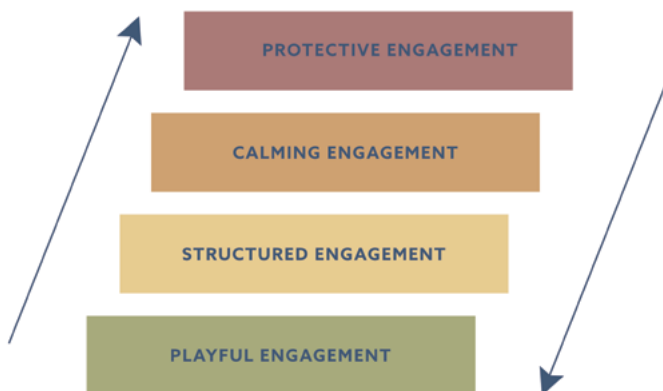 PROTECTIVE ENGAGEMENT
CALMING ENGAGEMENT
STRUCTURED ENGAGEMENT
PLAYFUL ENGAGEMENT